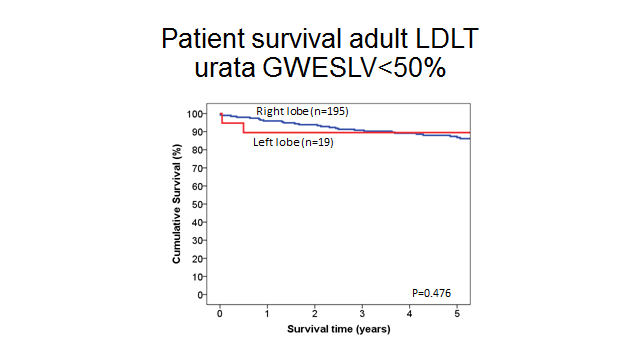 Patient survival adult LDLT
urata GWESLV<50%
Right lobe (n=195)
Left lobe (n=19)
Cumulative Survival (%)
100
90
80
70
60
50
40
30
20
10
0
P=0.476
0 1 2 3 4 5
Survival time (years)